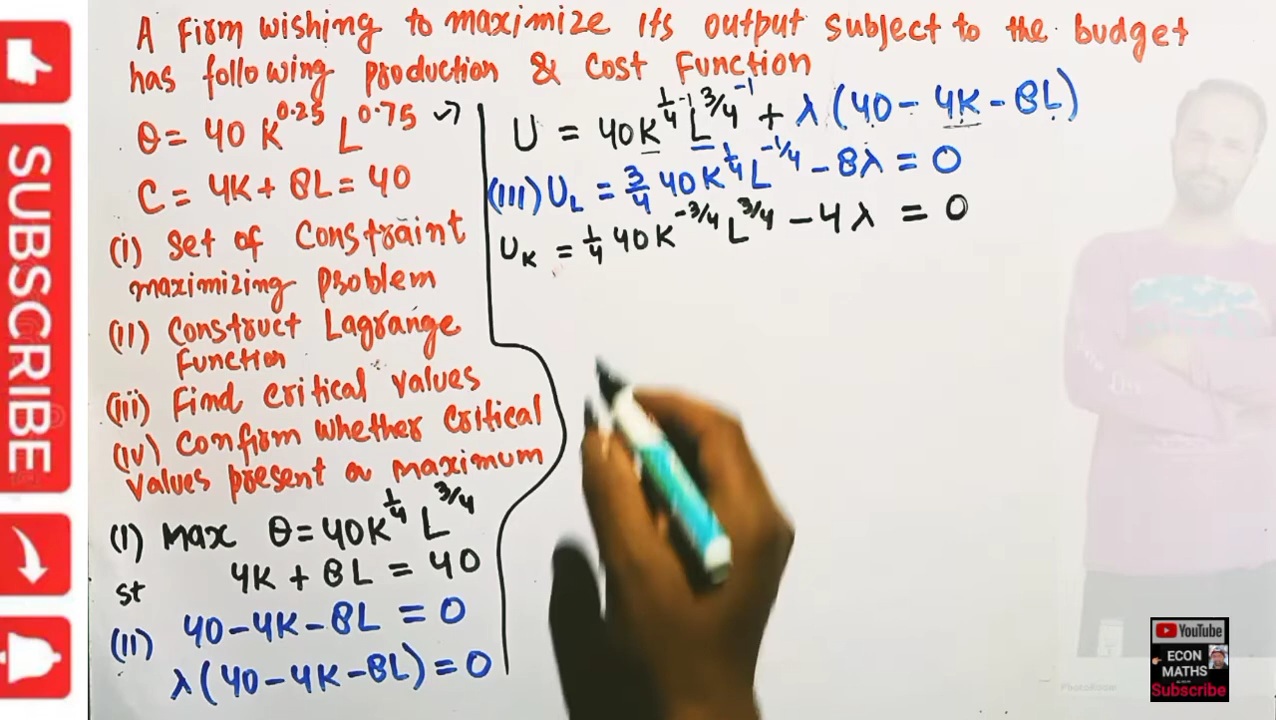 A Firm wishing to maximize its output subject to the budget
has following production & Cost Function
Θ = 40 K^0.25 L^0.75
C = 4K + 8L = 40
(i) Set of Constraint
maximizing problem
(ii) Construct Lagrange
Function
(iii) Find critical values
(iv) Confirm whether critical
values present a maximum
(I) Max Θ = 40K^1/4 L^3/4
st 4K + 8L = 40
(II) 40 - 4K - 8L = 0
λ(40 - 4K - 8L) = 0
U = 40K^1/4 -1 L^3/4 -1 + λ(40 - 4K - 8L)
(III) U_L = 3/4 40K^1/4 L^-1/4 - 8λ = 0
U_K = 1/4 40K^-3/4 L^3/4 - 4λ = 0
SUBSCRIBE
YouTube
ECON
MATHS
Subscribe